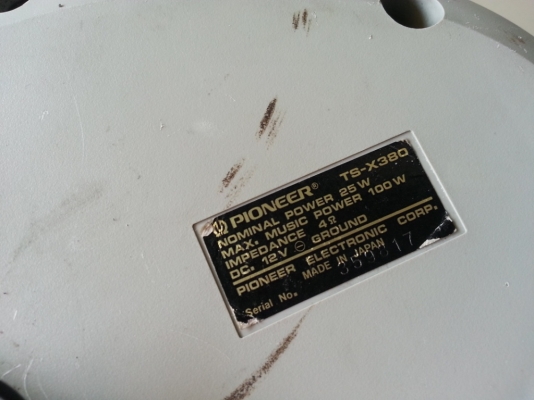 PIONEER® TS-X380
NOMINAL POWER 25W
MAX. MUSIC POWER 100W
IMPEDANCE 4Ω
DC. 12V ⊖ GROUND
PIONEER ELECTRONIC CORP.
MADE IN JAPAN
Serial No.